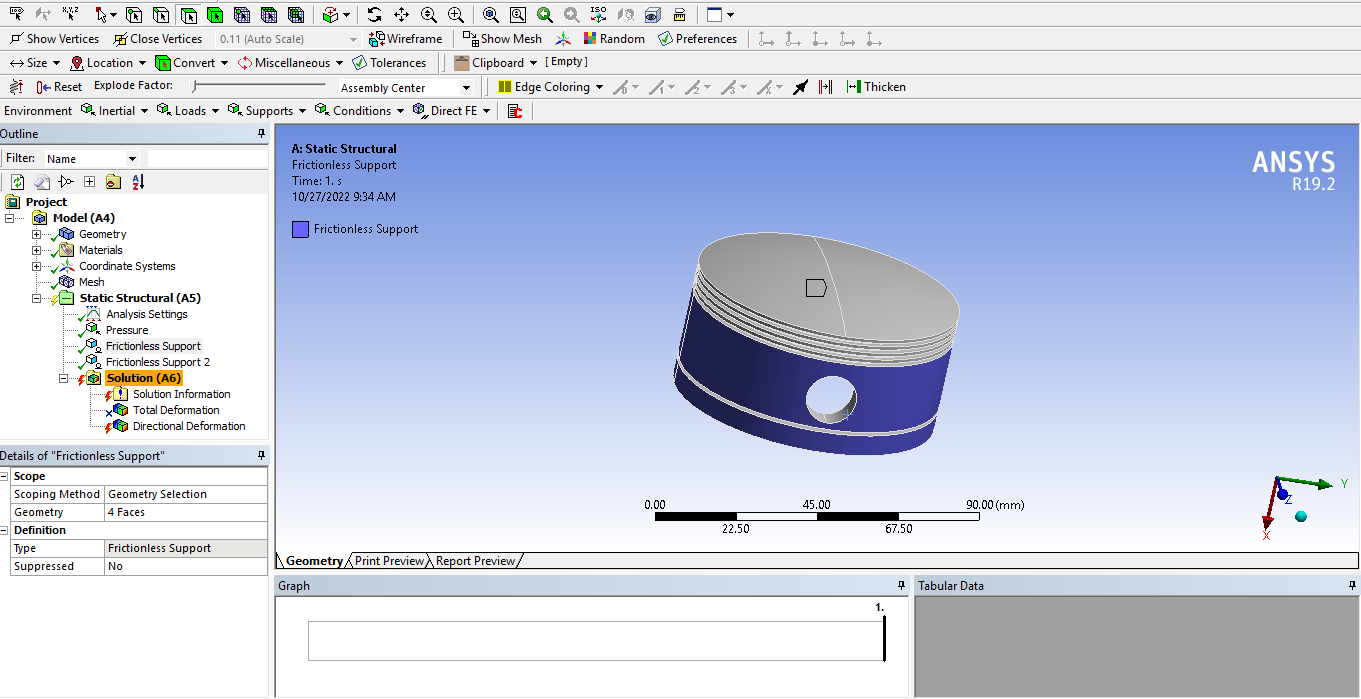 Show Vertices Close Vertices 0.11 (Auto Scale) Wireframe Show Mesh Random Preferences
Size Location Convert Miscellaneous Tolerances Clipboard [ Empty ]
Reset Explode Factor: Assembly Center Edge Coloring Thicken
Environment Inertial Loads Supports Conditions Direct FE
Outline
Filter: Name
Project
Model (A4)
Geometry
Materials
Coordinate Systems
Mesh
Static Structural (A5)
Analysis Settings
Pressure
Frictionless Support
Frictionless Support 2
Solution (A6)
Solution Information
Total Deformation
Directional Deformation
Details of "Frictionless Support"
Scope
Scoping Method Geometry Selection
Geometry 4 Faces
Definition
Type Frictionless Support
Suppressed No
A: Static Structural
Frictionless Support
Time: 1. s
10/27/2022 9:34 AM
Frictionless Support
ANSYS
R19.2
0.00 45.00 90.00 (mm)
22.50 67.50
Y
Z
X
Geometry Print Preview Report Preview
Graph
1.
Tabular Data